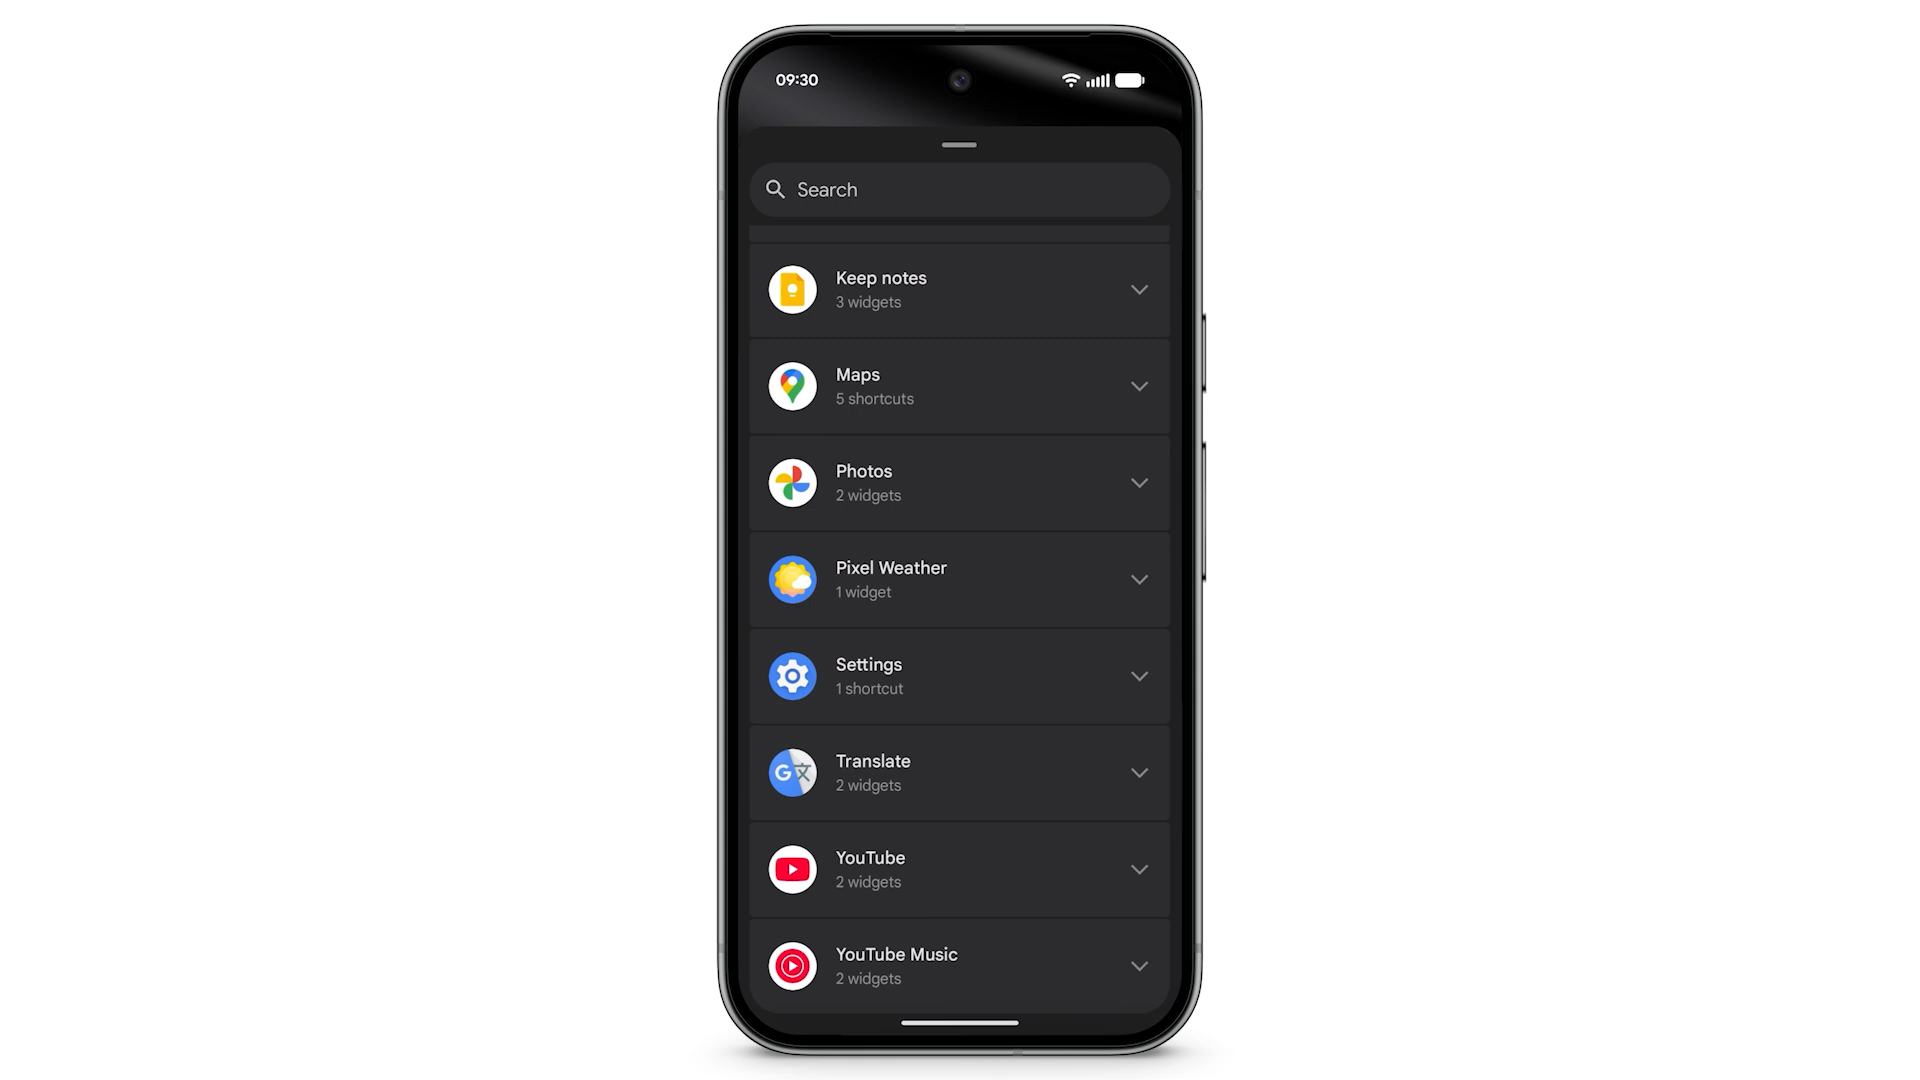 09:30
Search
Keep notes
3 widgets
Maps
5 shortcuts
Photos
2 widgets
Pixel Weather
1 widget
Settings
1 shortcut
Translate
2 widgets
YouTube
2 widgets
YouTube Music
2 widgets